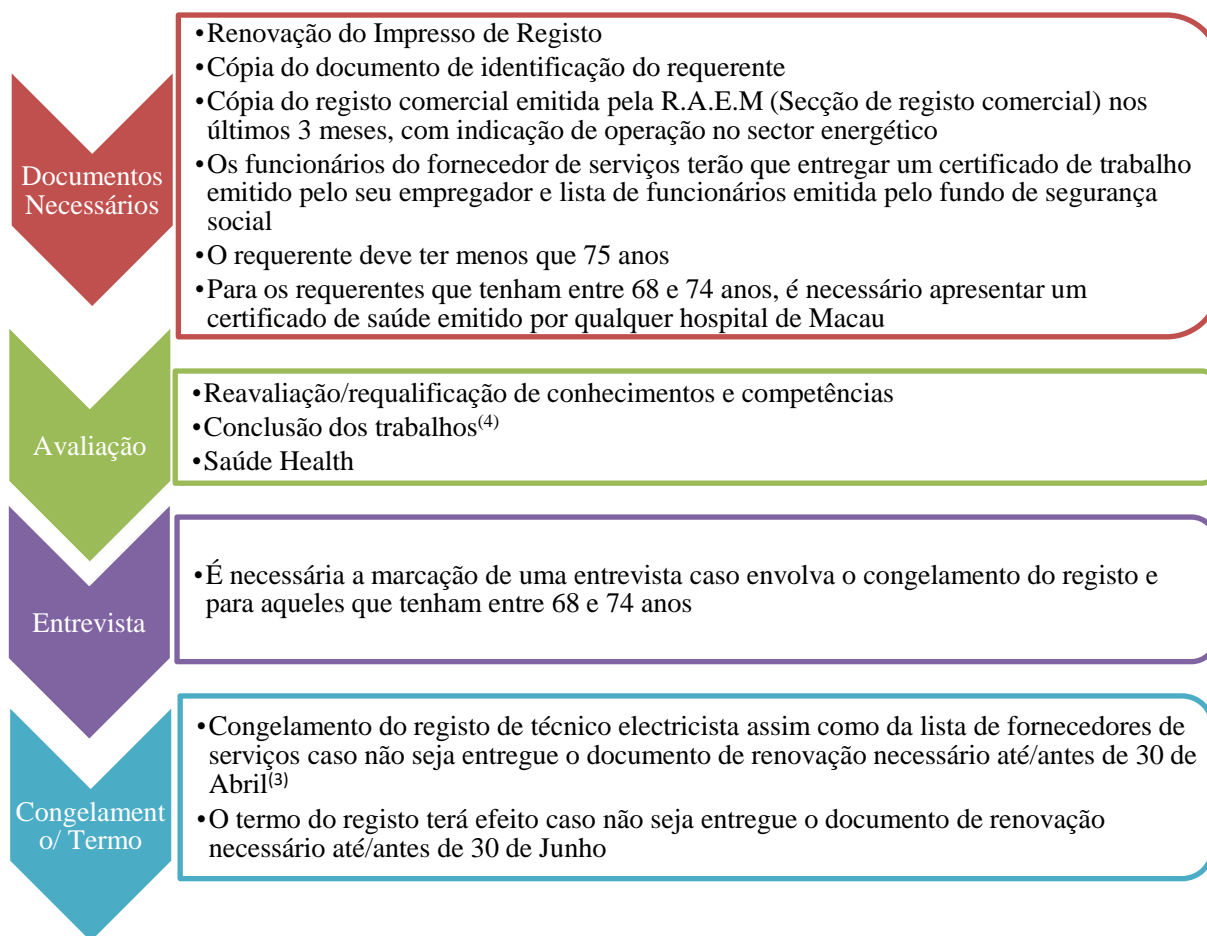 Documentos
Necessários
•Renovação do Impresso de Registo
•Cópia do documento de identificação do requerente
•Cópia do registo comercial emitida pela R.A.E.M (Secção de registo comercial) nos
últimos 3 meses, com indicação de operação no sector energético
•Os funcionários do fornecedor de serviços terão que entregar um certificado de trabalho
emitido pelo seu empregador e lista de funcionários emitida pelo fundo de segurança
social
•O requerente deve ter menos que 75 anos
•Para os requerentes que tenham entre 68 e 74 anos, é necessário apresentar um
certificado de saúde emitido por qualquer hospital de Macau
Avaliação
•Reavaliação/requalificação de conhecimentos e competências
•Conclusão dos trabalhos(4)
•Saúde Health
Entrevista
•É necessária a marcação de uma entrevista caso envolva o congelamento do registo e
para aqueles que tenham entre 68 e 74 anos
Congelament
o/ Termo
•Congelamento do registo de técnico electricista assim como da lista de fornecedores de
serviços caso não seja entregue o documento de renovação necessário até/antes de 30 de
Abril(3)
•O termo do registo terá efeito caso não seja entregue o documento de renovação
necessário até/antes de 30 de Junho